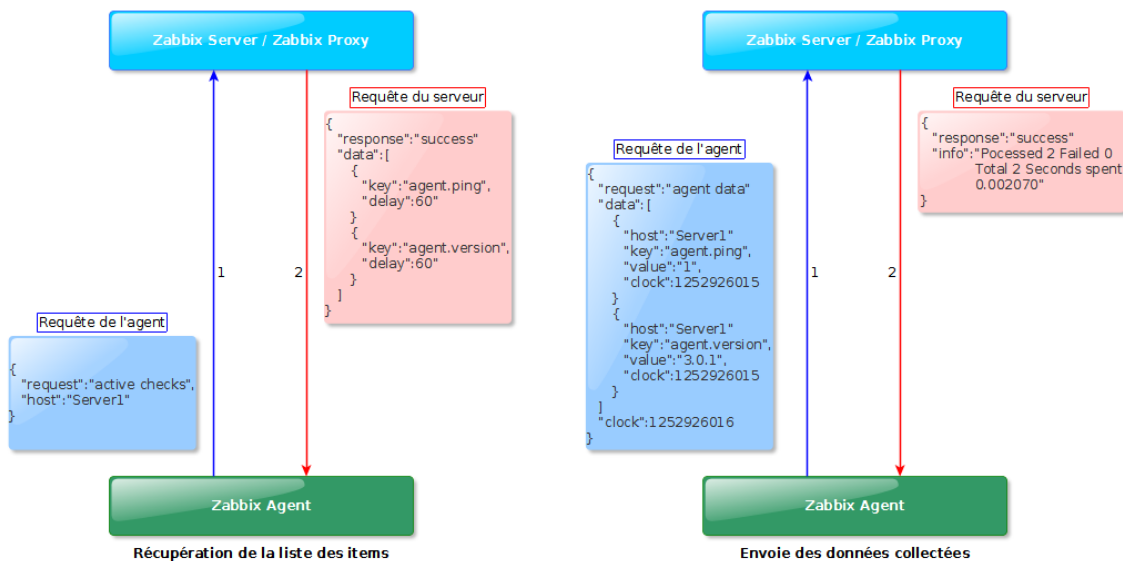 Zabbix Server / Zabbix Proxy
Requête du serveur
{
"response":"success"
"data":[
{
"key":"agent.ping",
"delay":60"
}
{
"key":"agent.version",
"delay":60"
}
]
}
1
2
Requête de l'agent
{
"request":"active checks",
"host":"Server1"
}
Zabbix Agent
Récupération de la liste des items
Zabbix Server / Zabbix Proxy
Requête du serveur
{
"response":"success"
"info":"Pocessed 2 Failed 0
Total 2 Seconds spent
0.002070"
}
Requête de l'agent
{
"request":"agent data"
"data":[
{
"host":"Server1"
"key":"agent.ping",
"value":"1",
"clock":1252926015
}
{
"host":"Server1"
"key":"agent.version",
"value":"3.0.1",
"clock":1252926015
}
]
"clock":1252926016
}
1
2
Zabbix Agent
Envoie des données collectées